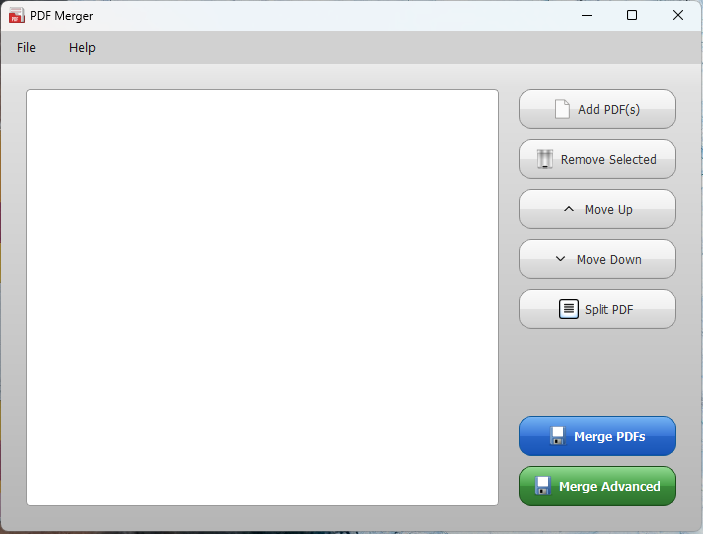 PDF Merger
File Help
Add PDF(s)
Remove Selected
Move Up
Move Down
Split PDF
Merge PDFs
Merge Advanced